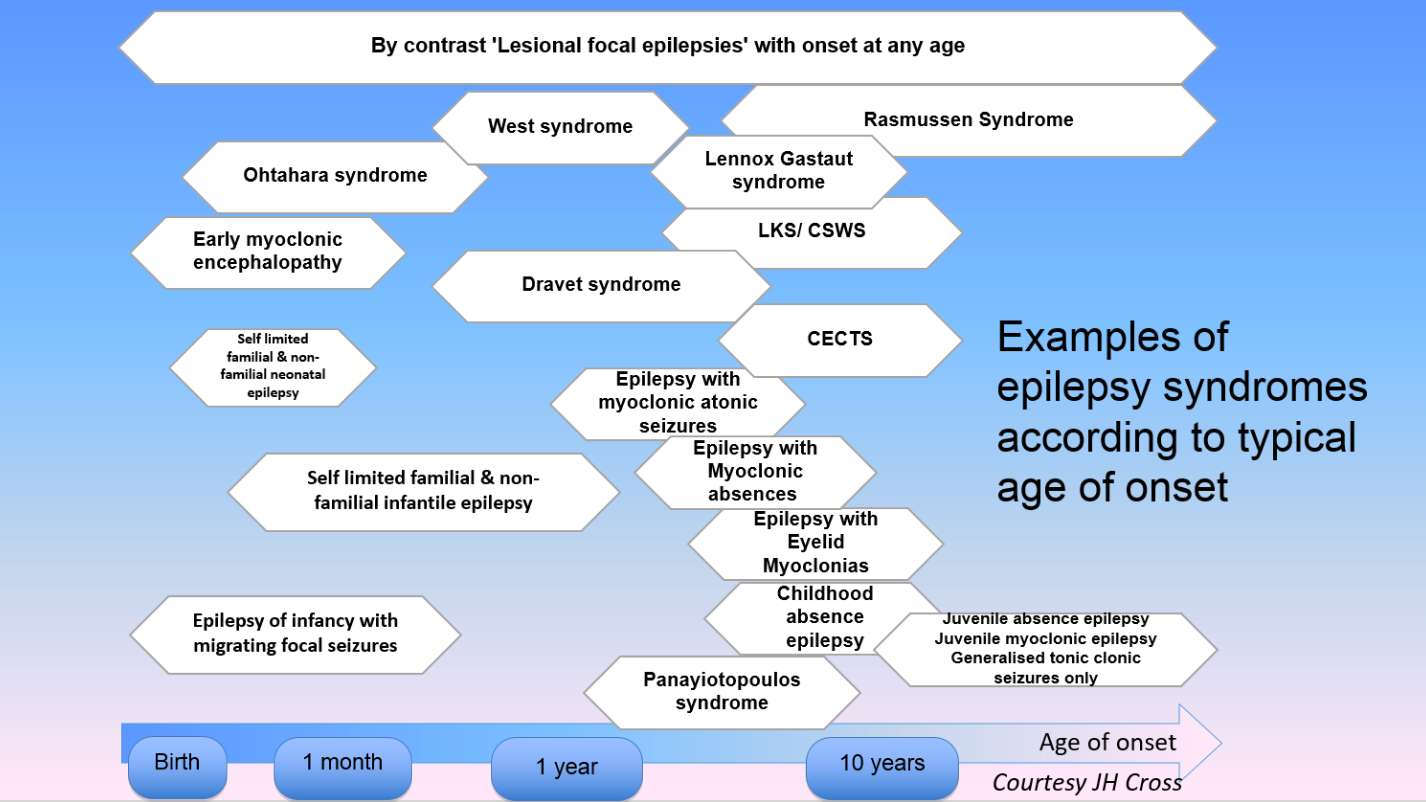 By contrast 'Lesional focal epilepsies' with onset at any age
West syndrome
Rasmussen Syndrome
Ohtahara syndrome
Lennox Gastaut
syndrome
LKS/ CSWS
Early myoclonic
encephalopathy
Dravet syndrome
CECTS
Self limited
familial & non-
familial neonatal
epilepsy
Epilepsy with
myoclonic atonic
seizures
Examples of
epilepsy syndromes
according to typical
age of onset
Epilepsy with
Myoclonic
absences
Self limited familial & non-
familial infantile epilepsy
Epilepsy with
Eyelid
Myoclonias
Childhood
absence
epilepsy
Epilepsy of infancy with
migrating focal seizures
Juvenile absence epilepsy
Juvenile myoclonic epilepsy
Generalised tonic clonic
seizures only
Panayiotopoulos
syndrome
Age of onset
Birth
1 month
1 year
10 years
Courtesy JH Cross